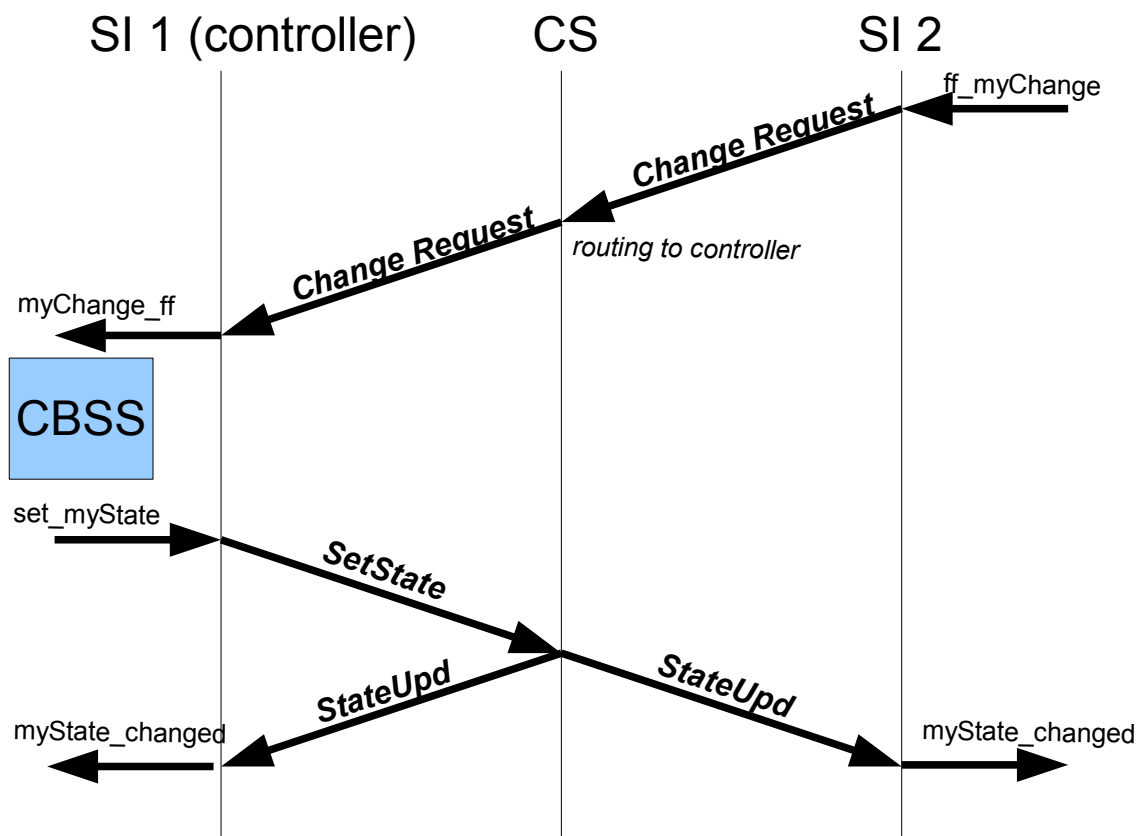 SI 1 (controller)
CS
SI 2
ff_myChange
Change Request
Change Request
routing to controller
myChange_ff
CBSS
set_myState
SetState
StateUpd
StateUpd
myState_changed
myState_changed